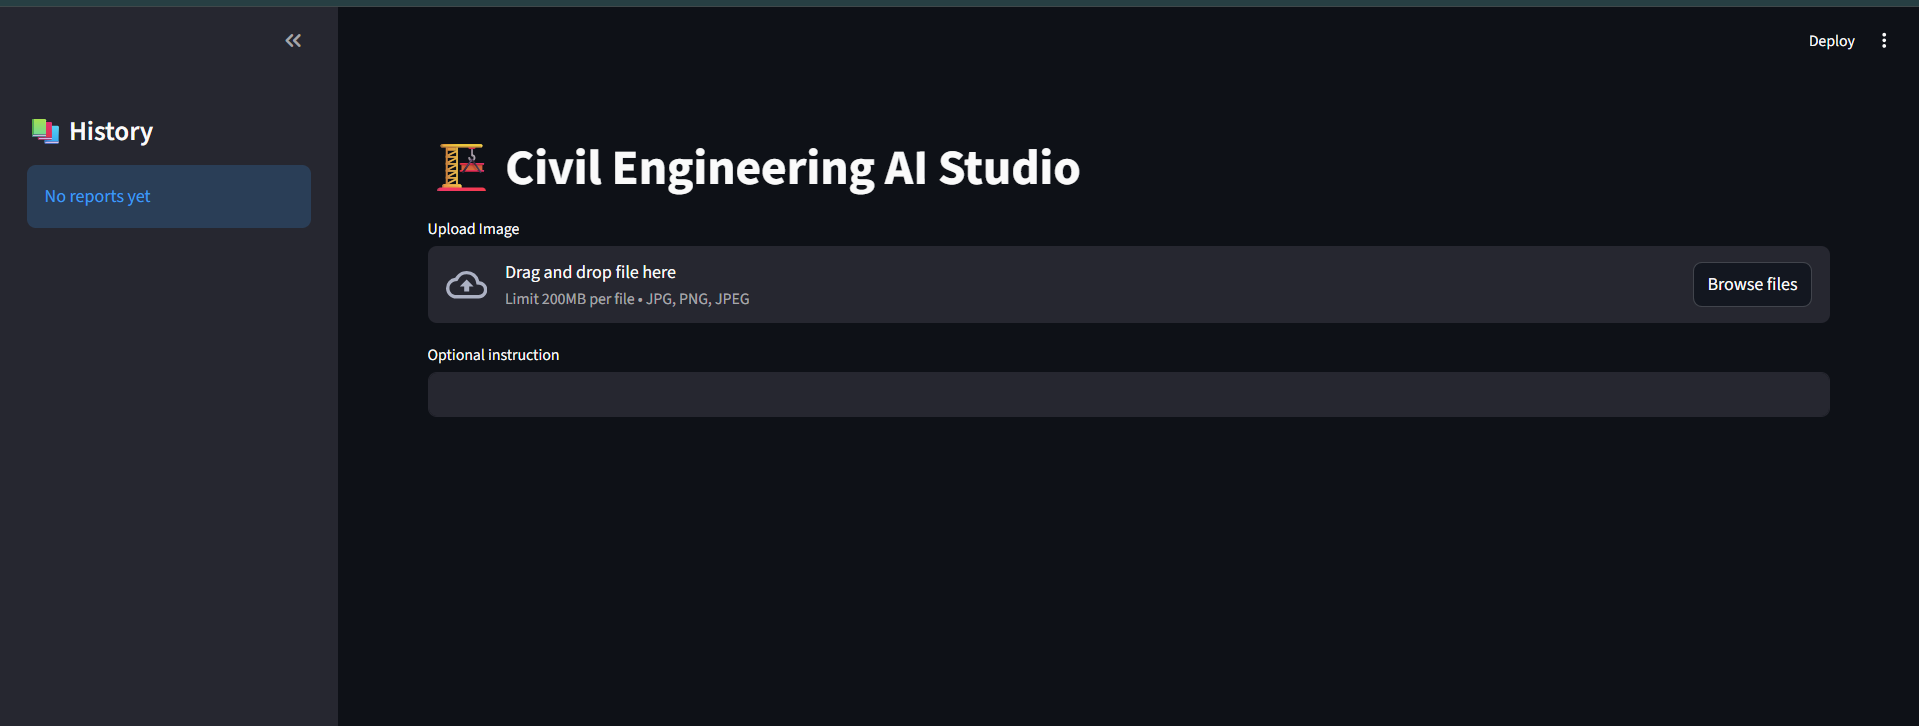 Deploy
History
No reports yet
Civil Engineering AI Studio
Upload Image
Drag and drop file here
Limit 200MB per file • JPG, PNG, JPEG
Browse files
Optional instruction